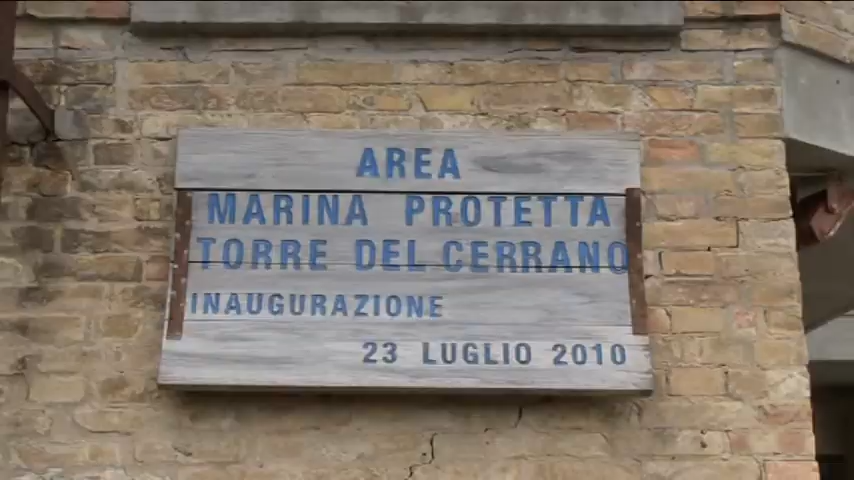 AREA
MARINA PROTETTA
TORRE DEL CERRANO
INAUGURAZIONE
23 LUGLIO 2010